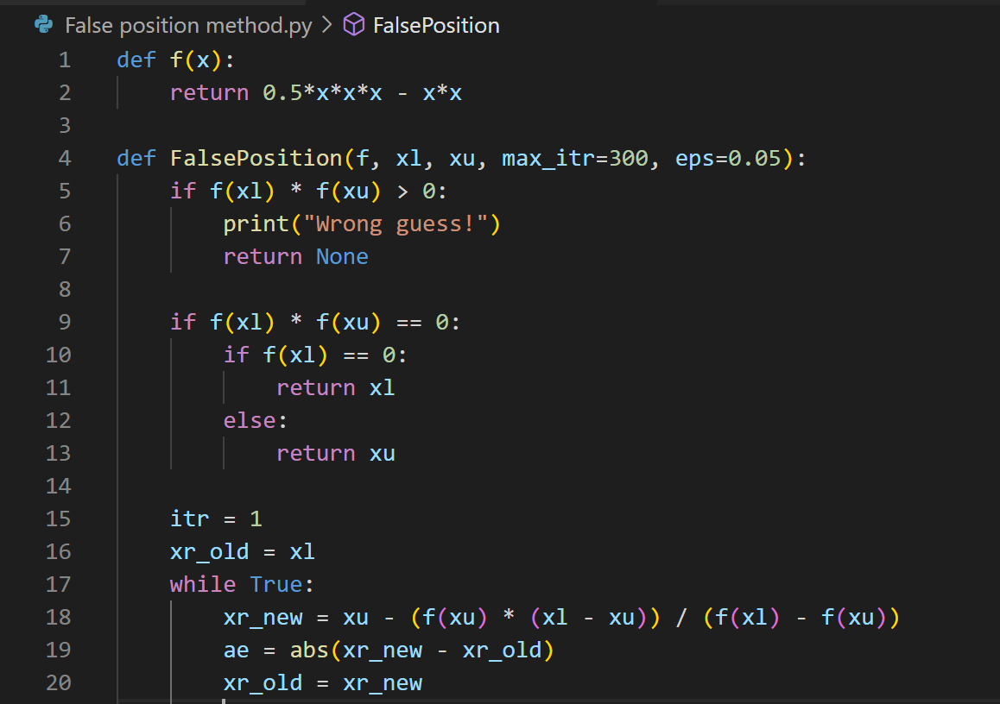 False position method.py > FalsePosition
1 def f(x):
2     return 0.5*x*x*x - x*x
3
4 def FalsePosition(f, xl, xu, max_itr=300, eps=0.05):
5     if f(xl) * f(xu) > 0:
6         print("Wrong guess!")
7         return None
8
9     if f(xl) * f(xu) == 0:
10         if f(xl) == 0:
11             return xl
12         else:
13             return xu
14
15     itr = 1
16     xr_old = xl
17     while True:
18         xr_new = xu - (f(xu) * (xl - xu)) / (f(xl) - f(xu))
19         ae = abs(xr_new - xr_old)
20         xr_old = xr_new